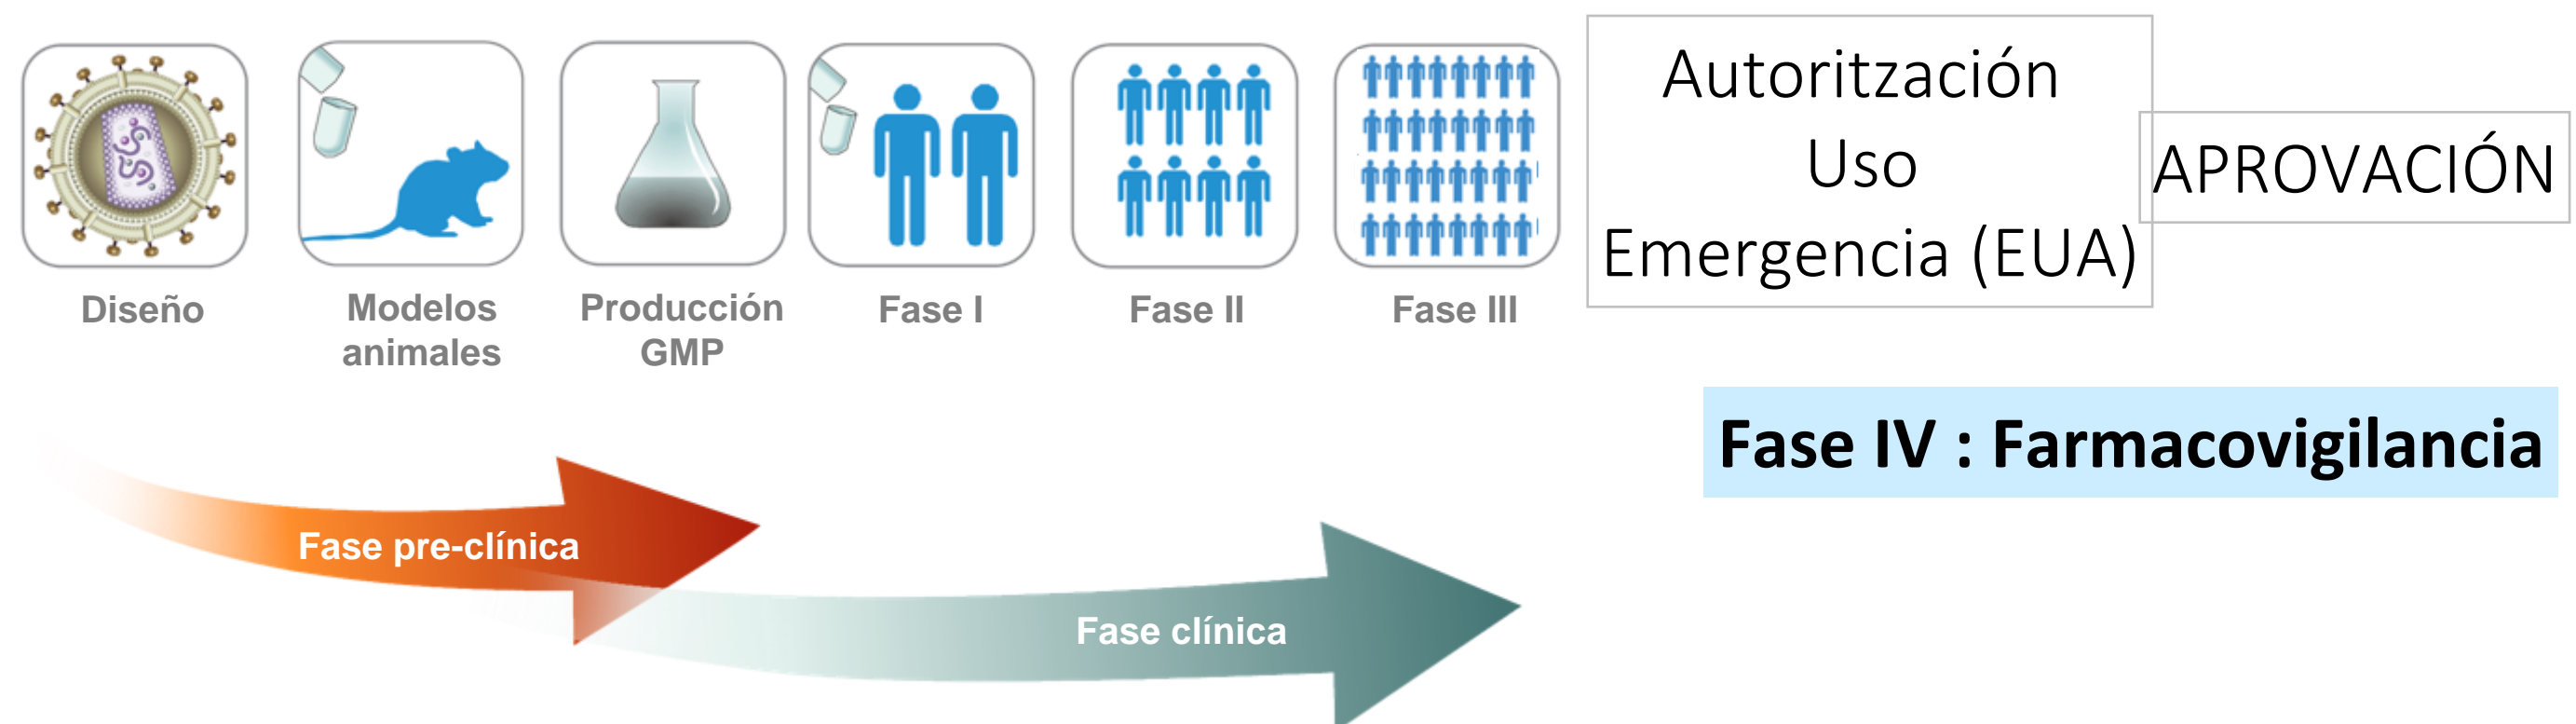 Diseño
Modelos
animales
Producción
GMP
Fase I
Fase II
Fase III
Autoritzación
Uso
Emergencia (EUA)
APROVACIÓN
Fase IV : Farmacovigilancia
Fase pre-clínica
Fase clínica